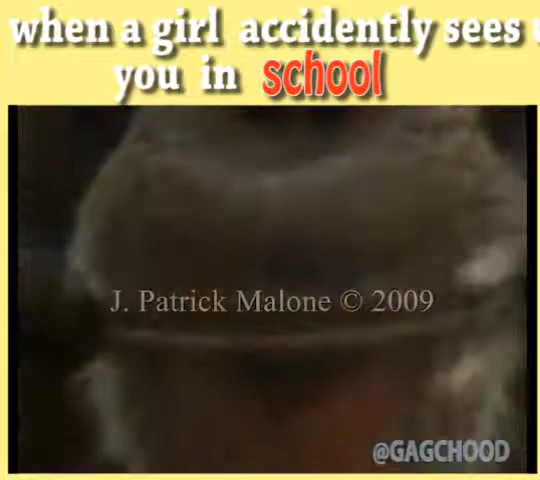 when a girl accidently sees u
you in school
J. Patrick Malone © 2009
@GAGCHOOD